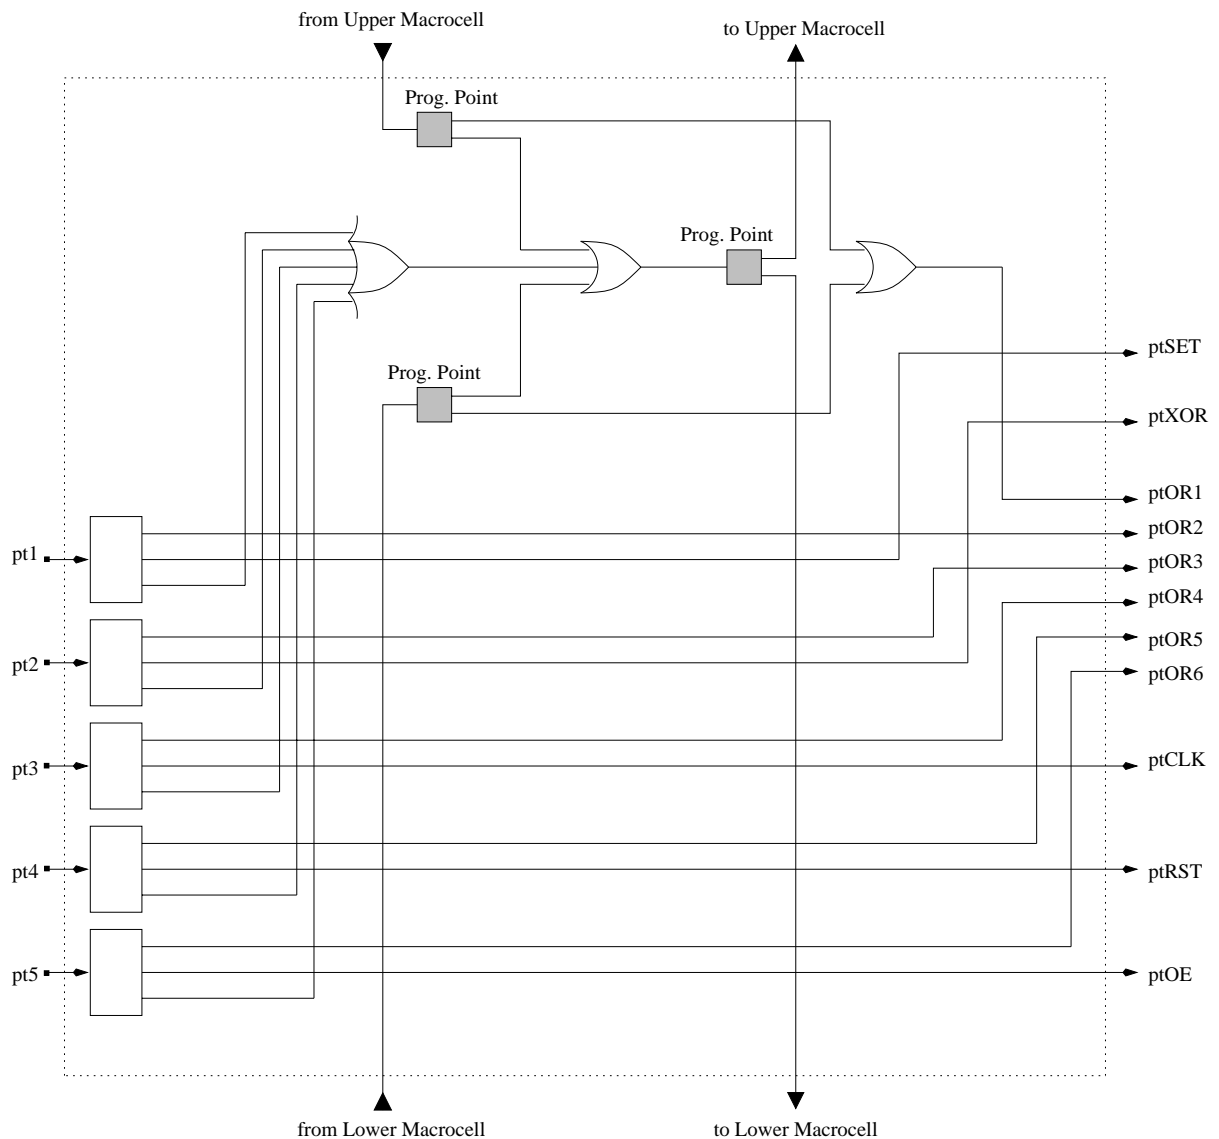 from Upper Macrocell
to Upper Macrocell
Prog. Point
Prog. Point
ptSET
Prog. Point
ptXOR
ptOR1
ptOR2
pt1
ptOR3
ptOR4
ptOR5
pt2
ptOR6
ptCLK
pt3
pt4
ptRST
pt5
ptOE
from Lower Macrocell
to Lower Macrocell